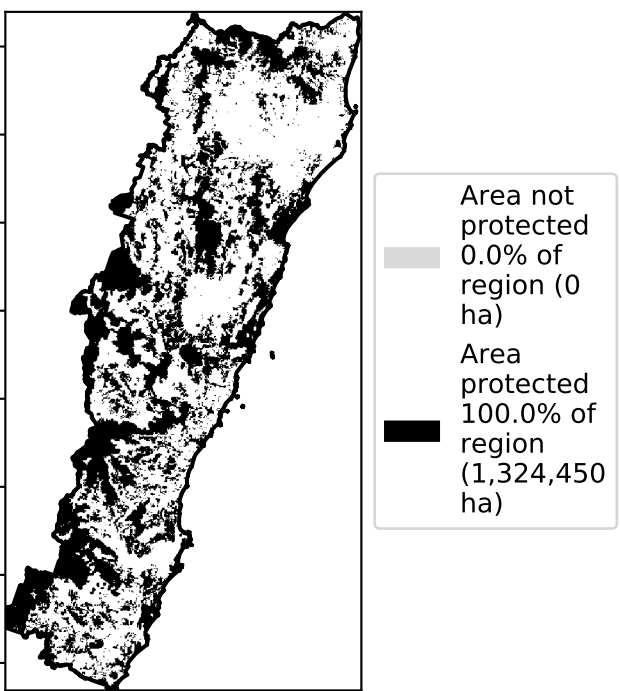 Area not
protected
0.0% of
region (0
ha)
Area
protected
100.0% of
region
(1,324,450
ha)